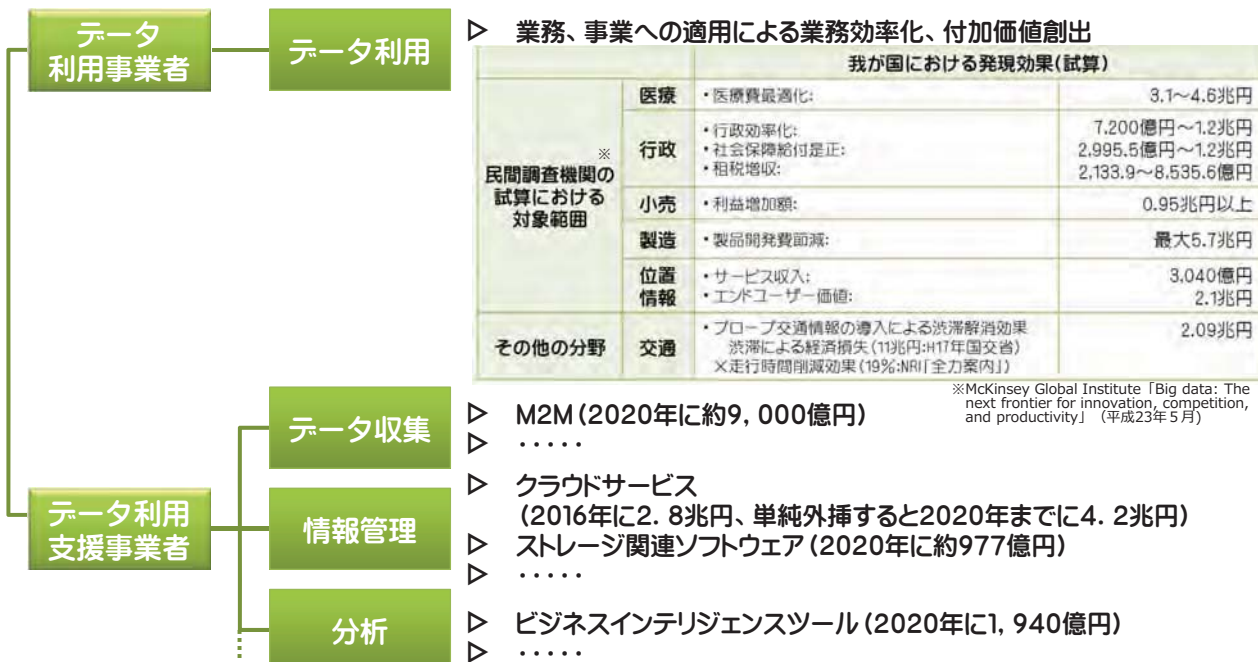 データ
利用事業者
データ利用
▷ 業務、事業への適用による業務効率化、付加価値創出
我が国における発現効果(試算)
民間調査機関の※
試算における
対象範囲
医療
・医療費最適化:
3.1～4.6兆円
行政
・行政効率化:
7,200億円～1.2兆円
・社会保障給付是正:
2,995.5億円～1.2兆円
・租税増収:
2,133.9～8,535.6億円
小売
・利益増加額:
0.95兆円以上
製造
・製品開発費節減:
最大5.7兆円
位置
情報
・サービス収入:
3,040億円
・エンドユーザー価値:
2.1兆円
その他の分野
交通
・プローブ交通情報の導入による渋滞解消効果
2.09兆円
渋滞による経済損失(11兆円:H17年国交省)
×走行時間削減効果(19%:NRI「全力案内」)
※McKinsey Global Institute「Big data: The
next frontier for innovation, competition,
and productivity」（平成23年５月)
データ利用
支援事業者
データ収集
▷ M2M(2020年に約9,000億円)
▷ ・・・・・
情報管理
▷ クラウドサービス
(2016年に2.8兆円、単純外挿すると2020年までに4.2兆円)
▷ ストレージ関連ソフトウェア(2020年に約977億円)
▷ ・・・・・
分析
▷ ビジネスインテリジェンスツール(2020年に1,940億円)
▷ ・・・・・